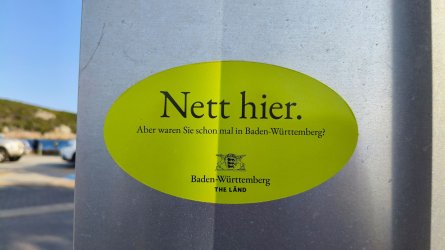 Nett hier.
Aber waren Sie schon mal in Baden-Württemberg?
Baden-Württemberg
THE LÄND